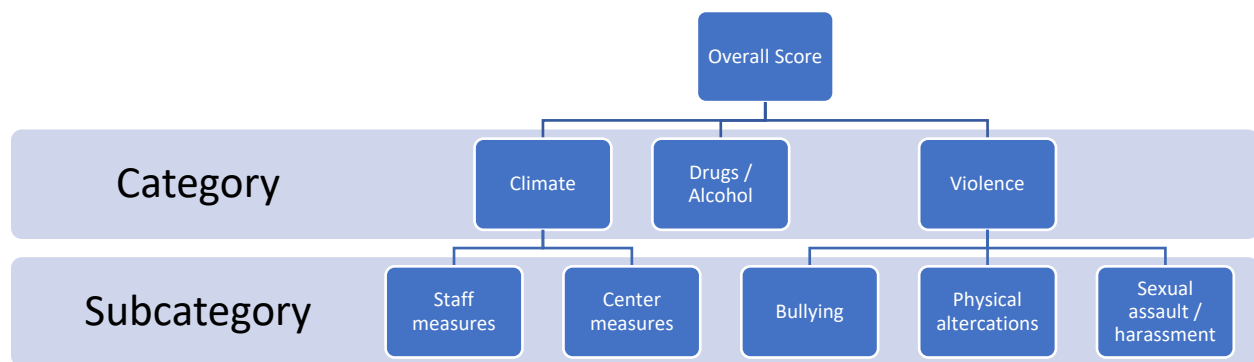 Overall Score
Category
Climate
Drugs /
Alcohol
Violence
Subcategory
Staff
measures
Center
measures
Bullying
Physical
altercations
Sexual
assault /
harassment